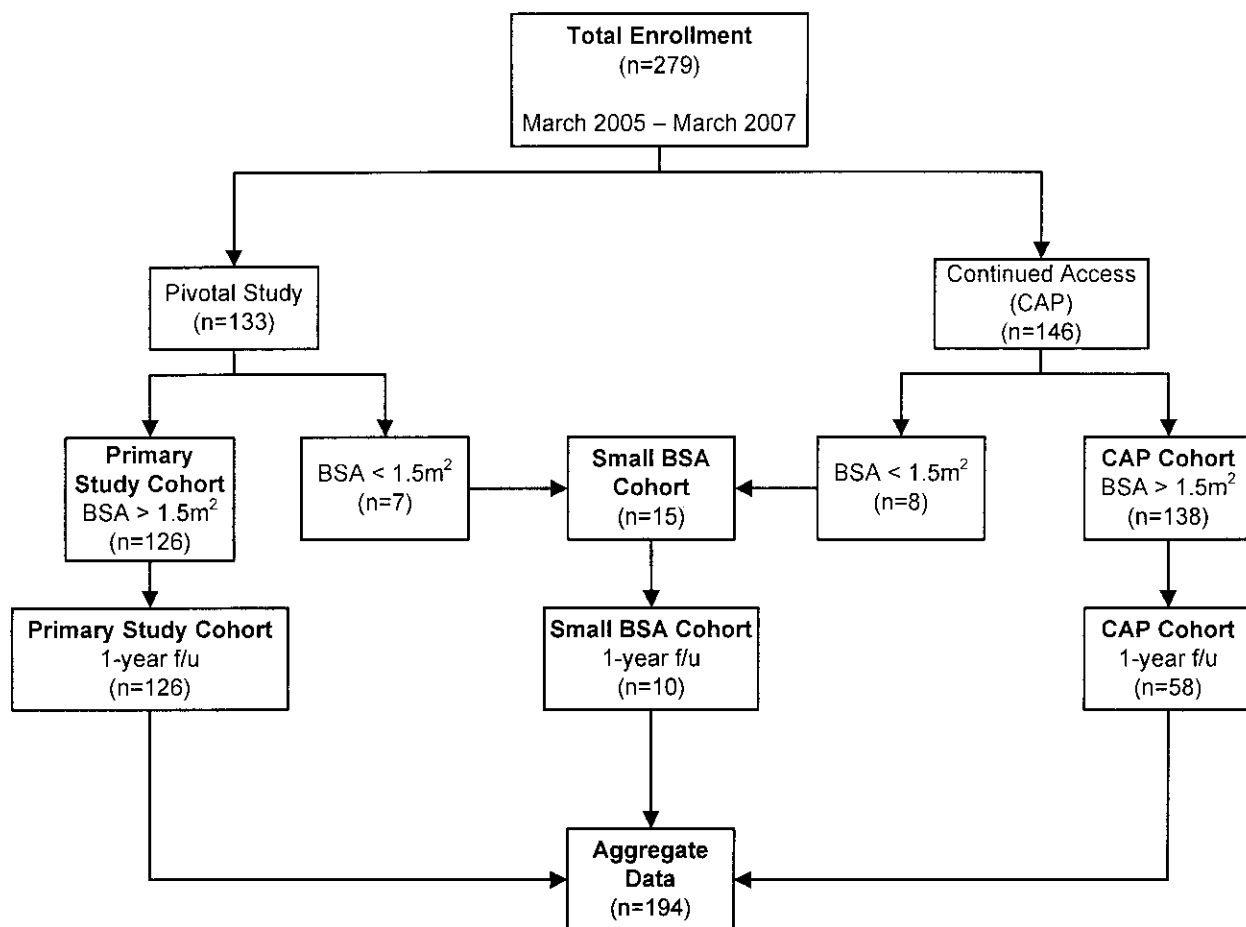 Total Enrollment
(n=279)
March 2005 – March 2007
Pivotal Study
(n=133)
Continued Access
(CAP)
(n=146)
Primary
Study Cohort
BSA > 1.5m²
(n=126)
BSA < 1.5m²
(n=7)
Small BSA
Cohort
(n=15)
BSA < 1.5m²
(n=8)
CAP Cohort
BSA > 1.5m²
(n=138)
Primary Study Cohort
1-year f/u
(n=126)
Small BSA Cohort
1-year f/u
(n=10)
CAP Cohort
1-year f/u
(n=58)
Aggregate
Data
(n=194)